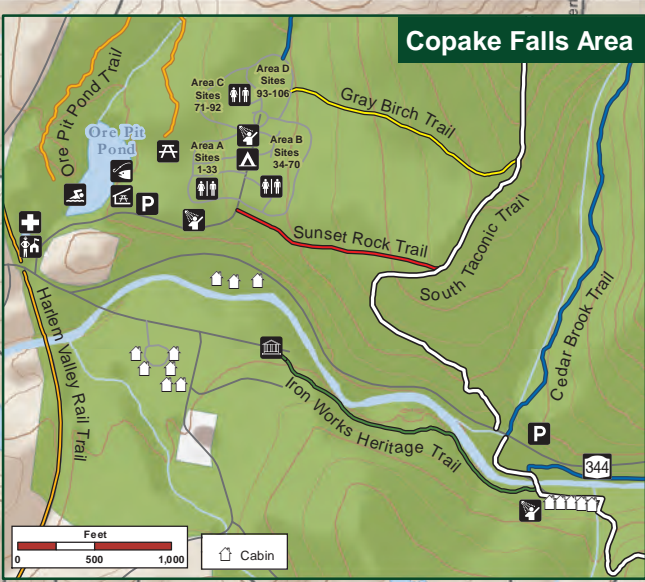 Copake Falls Area
Ore Pit Pond Trail
Area C
Sites
71-92
Area D
Sites
93-106
Gray Birch Trail
Ore Pit
Pond
Area A
Sites
1-33
Area B
Sites
34-70
P
Sunset Rock Trail
South Taconic Trail
Cedar Brook Trail
Harlem Valley Rail Trail
Iron Works Heritage Trail
P
344
Feet
0 500 1,000
Cabin